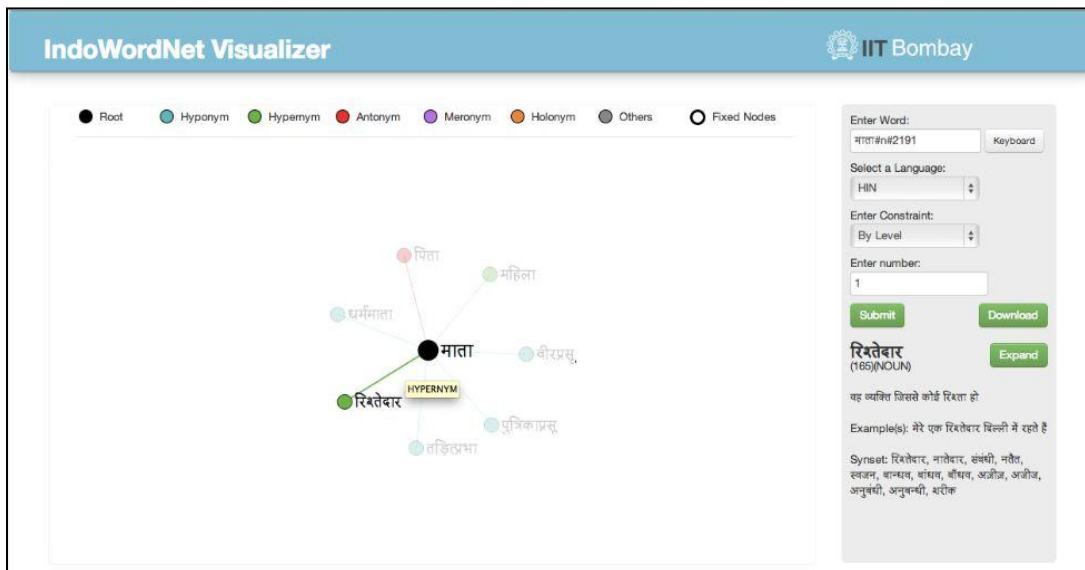 IndoWordNet Visualizer
IIT Bombay
Root Hyponym Hypernym Antonym Meronym Holonym Others Fixed Nodes
पिता
महिला
धर्ममाता
माता
वीरप्रसू
HYPERNYM
रिश्तेदार
पुत्रिकाप्रसू
तड़ित्प्रभा
Enter Word:
माता#n#2191 Keyboard
Select a Language:
HIN
Enter Constraint:
By Level
Enter number:
1
Submit Download
रिश्तेदार Expand
(165)(NOUN)
वह व्यक्ति जिससे कोई रिश्ता हो
Example(s): मेरे एक रिश्तेदार दिल्ली में रहते हैं
Synset: रिश्तेदार, नातेदार, संबंधी, नतैत,
स्वजन, बान्धव, बांधव, बाँधव, अज़ीज़, अजीज,
अनुबंधी, अनुबन्धी, शरीक